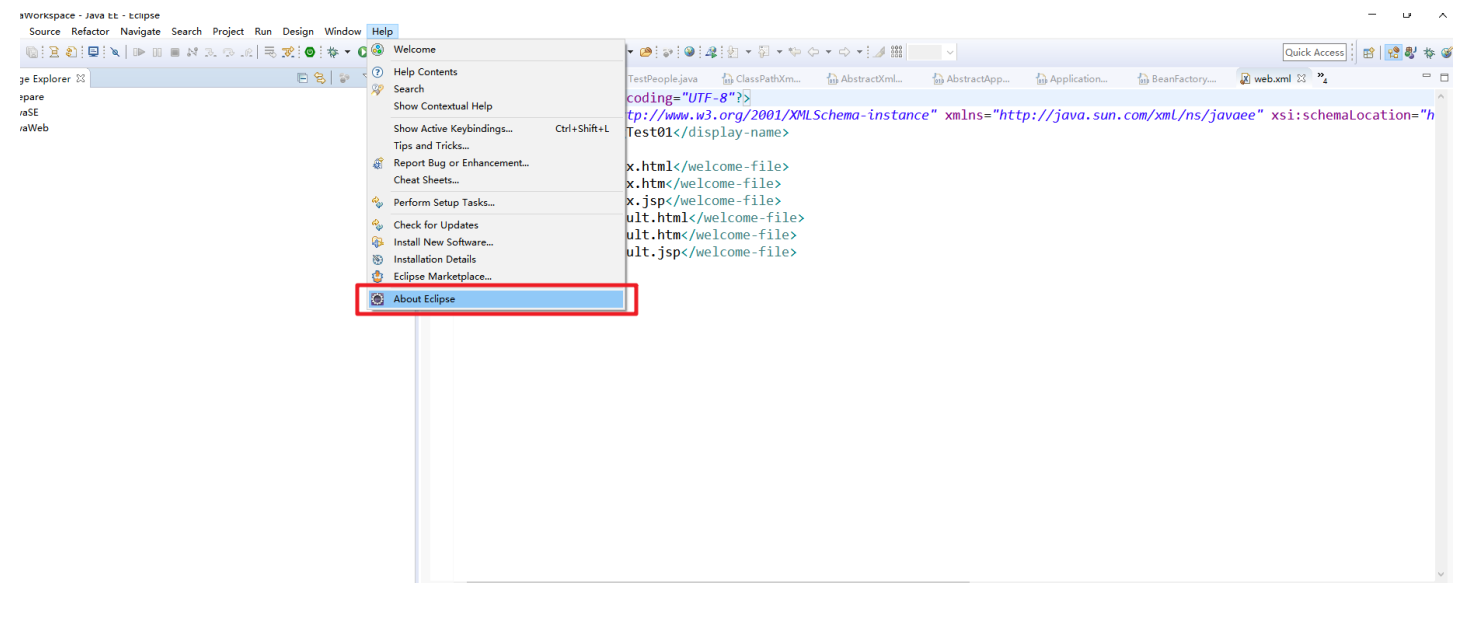 aWorkspace - Java EE - Eclipse
Source Refactor Navigate Search Project Run Design Window Help
Quick Access
ge Explorer
TestPeople.java ClassPathXm... AbstractXml... AbstractApp... Application... BeanFactory.... web.xml »4
epare
vaSE
vaWeb
Welcome
Help Contents
Search
Show Contextual Help
Show Active Keybindings... Ctrl+Shift+L
Tips and Tricks...
Report Bug or Enhancement...
Cheat Sheets...
Perform Setup Tasks...
Check for Updates
Install New Software...
Installation Details
Eclipse Marketplace...
About Eclipse
coding="UTF-8"?>
tp://www.w3.org/2001/XMLSchema-instance" xmlns="http://java.sun.com/xml/ns/javaee" xsi:schemaLocation="h
Test01</display-name>
x.html</welcome-file>
x.htm</welcome-file>
x.jsp</welcome-file>
ult.html</welcome-file>
ult.htm</welcome-file>
ult.jsp</welcome-file>